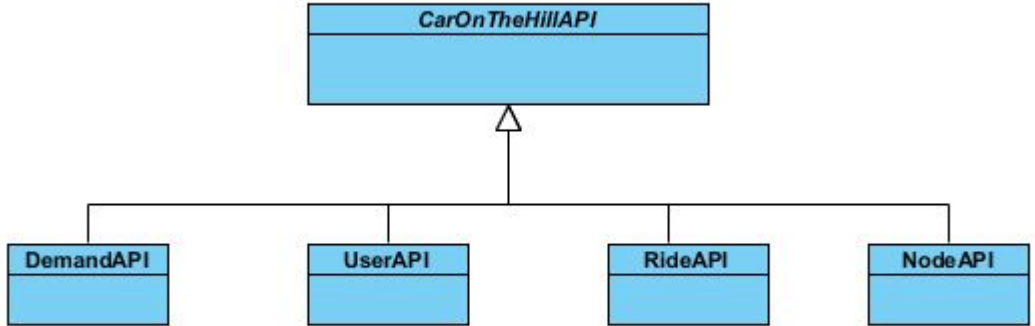 CarOnTheHillAPI
DemandAPI
UserAPI
RideAPI
NodeAPI